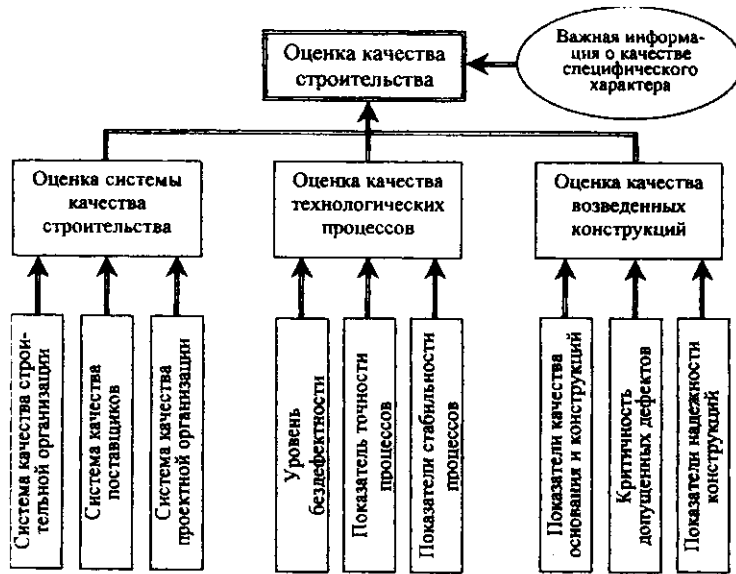 Оценка качества
строительства
Важная информа-
ция о качестве
специфического
характера
Оценка системы
качества
строительства
Оценка качества
технологических
процессов
Оценка качества
возведенных
конструкций
Система качества строи-
тельной организации
Система качества
поставщиков
Система качества
проектной организации
Уровень
бездефектности
Показатель точности
процессов
Показатели стабильности
процессов
Показатели качества
основания и конструкций
Критичность
допущенных дефектов
Показатели надежности
конструкций